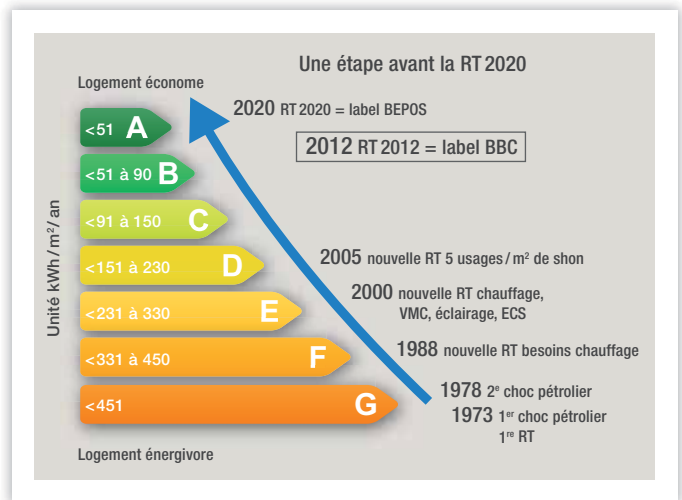 Une étape avant la RT 2020
Logement économe
2020 RT 2020 = label BEPOS
<51 A
2012 RT 2012 = label BBC
<51 à 90 B
<91 à 150 C
<151 à 230 D
2005 nouvelle RT 5 usages/m² de shon
<231 à 330 E
2000 nouvelle RT chauffage,
VMC, éclairage, ECS
<331 à 450 F
1988 nouvelle RT besoins chauffage
<451 G
1978 2e choc pétrolier
1973 1er choc pétrolier
1re RT
Logement énergivore
Unité kWh/m²/an